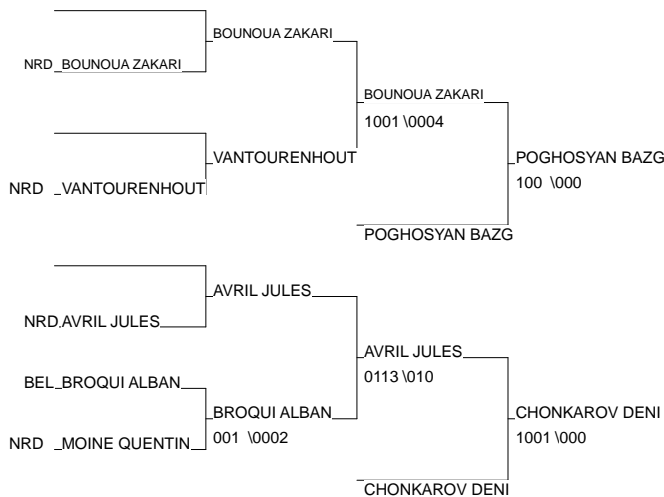 BOUNOUA ZAKARI
NRD BOUNOUA ZAKARI
BOUNOUA ZAKARI
1001 \0004
VANTOURENHOUT
POGHOSYAN BAZG
100 \000
NRD VANTOURENHOUT
POGHOSYAN BAZG
AVRIL JULES
NRD AVRIL JULES
AVRIL JULES
0113 \010
BEL BROQUI ALBAN
BROQUI ALBAN
001 \0002
CHONKAROV DENI
1001 \000
NRD MOINE QUENTIN
CHONKAROV DENI